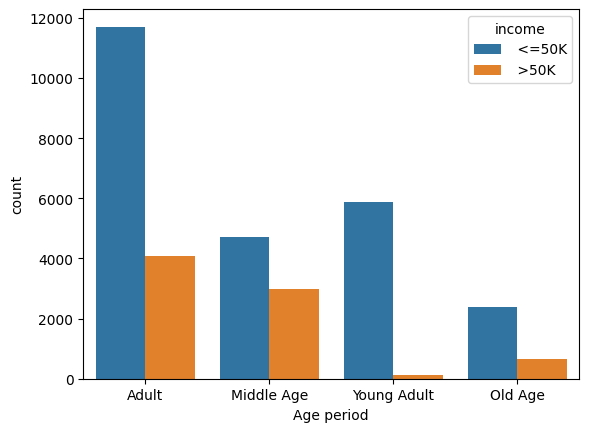 12000
10000
8000
6000
4000
2000
0
count
income
<=50K
>50K
Adult
Middle Age
Young Adult
Old Age
Age period